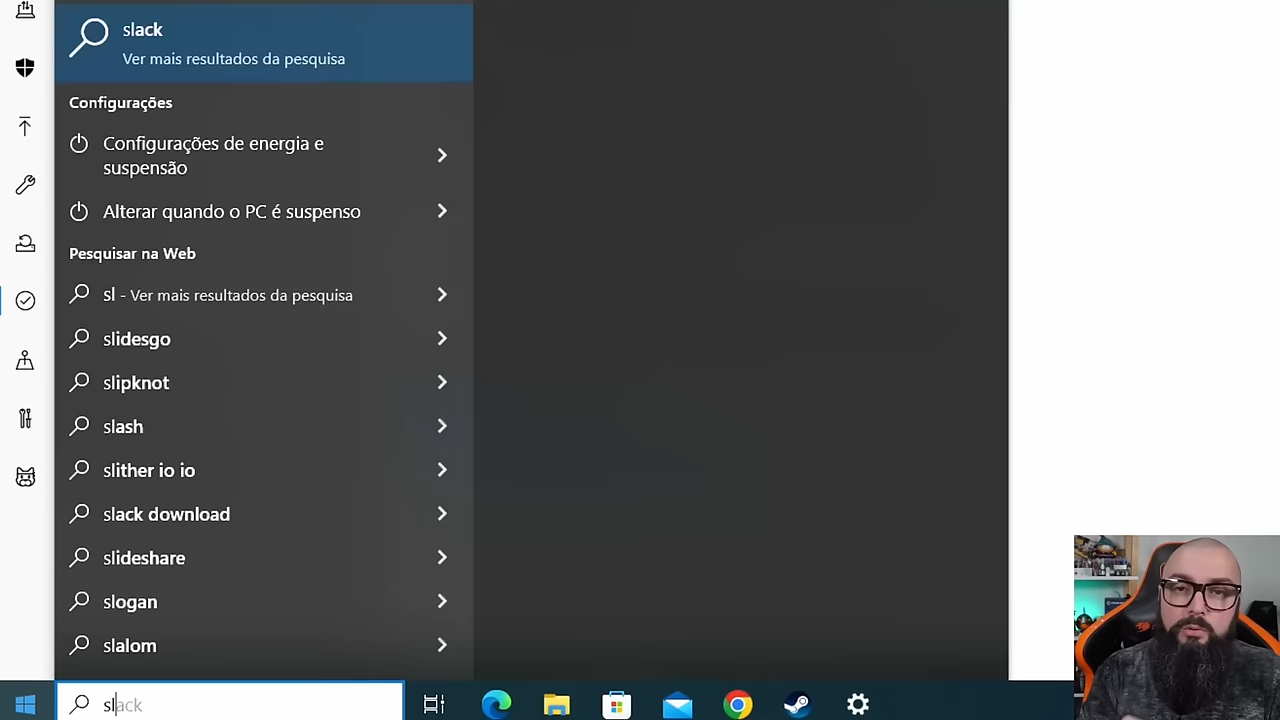 slack
Ver mais resultados da pesquisa
Configurações
Configurações de energia e
suspensão
Alterar quando o PC é suspenso
Pesquisar na Web
sl - Ver mais resultados da pesquisa
slidesgo
slipknot
slash
slither io io
slack download
slideshare
slogan
slalom
slack